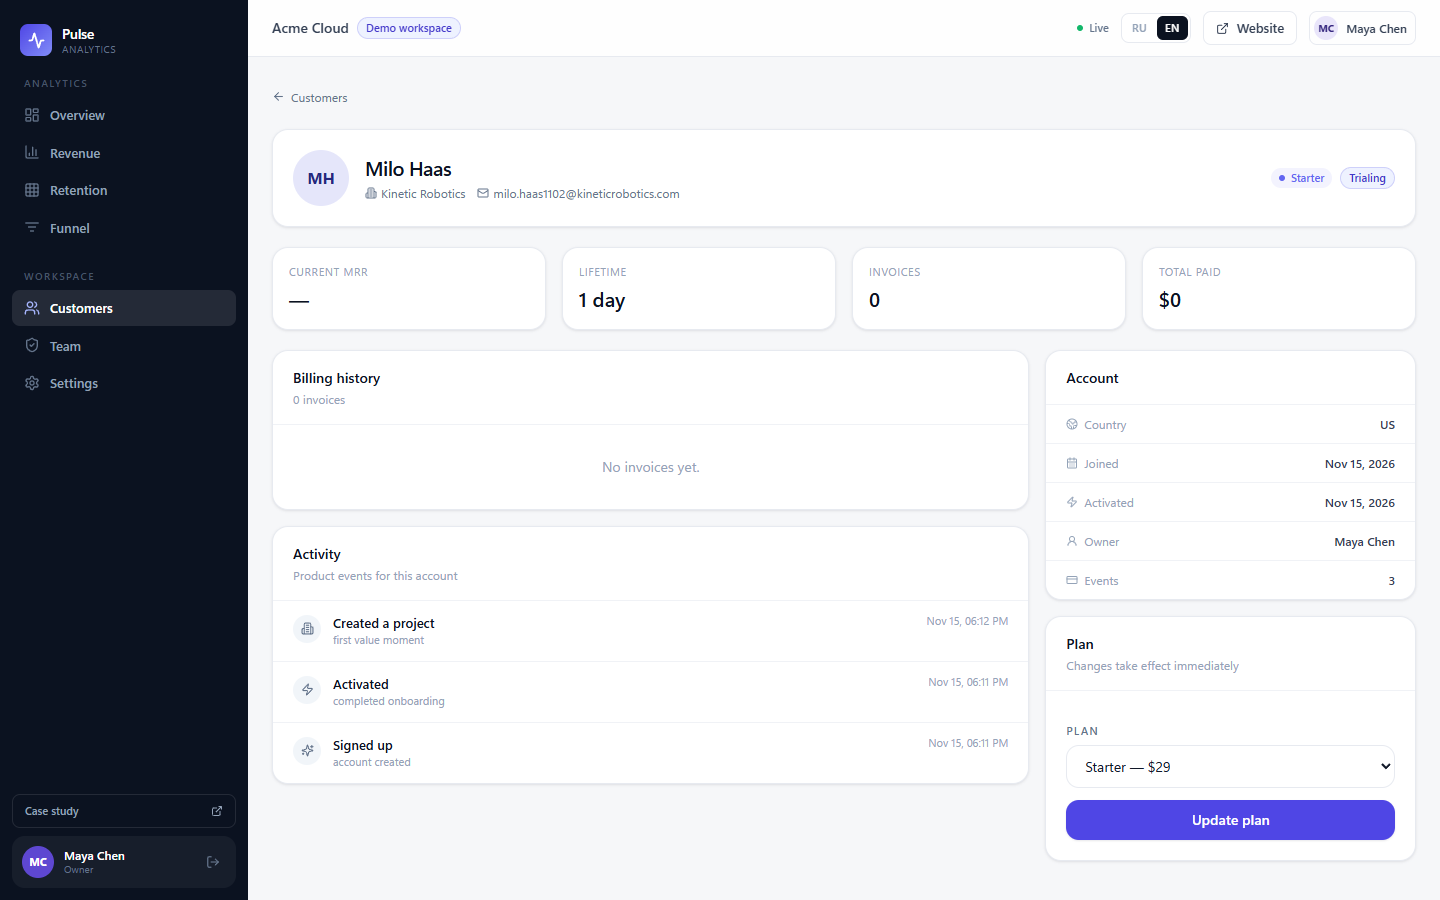 Pulse
ANALYTICS
ANALYTICS
Overview
Revenue
Retention
Funnel
WORKSPACE
Customers
Team
Settings
Case study
MC
Maya Chen
Owner
Acme Cloud
Demo workspace
Live
RU
EN
Website
MC
Maya Chen
Customers
MH
Milo Haas
Kinetic Robotics
milo.haas1102@kineticrobotics.com
Starter
Trialing
CURRENT MRR
—
LIFETIME
1 day
INVOICES
0
TOTAL PAID
$0
Billing history
0 invoices
No invoices yet.
Activity
Product events for this account
Created a project
first value moment
Nov 15, 06:12 PM
Activated
completed onboarding
Nov 15, 06:11 PM
Signed up
account created
Nov 15, 06:11 PM
Account
Country
US
Joined
Nov 15, 2026
Activated
Nov 15, 2026
Owner
Maya Chen
Events
3
Plan
Changes take effect immediately
PLAN
Starter — $29
Update plan